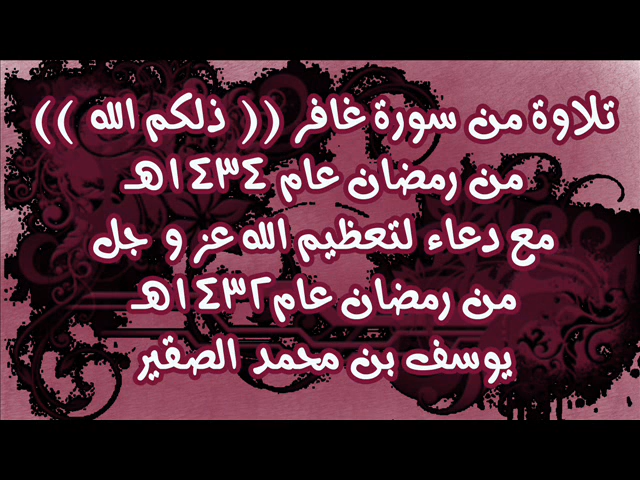 تلاوة من سورة غافر (( ذلكم الله ))
من رمضان عام ١٤٣٤هـ
مع دعاء لتعظيم الله عز و جل
من رمضان عام١٤٣٢هـ
يوسف بن محمد الصقير